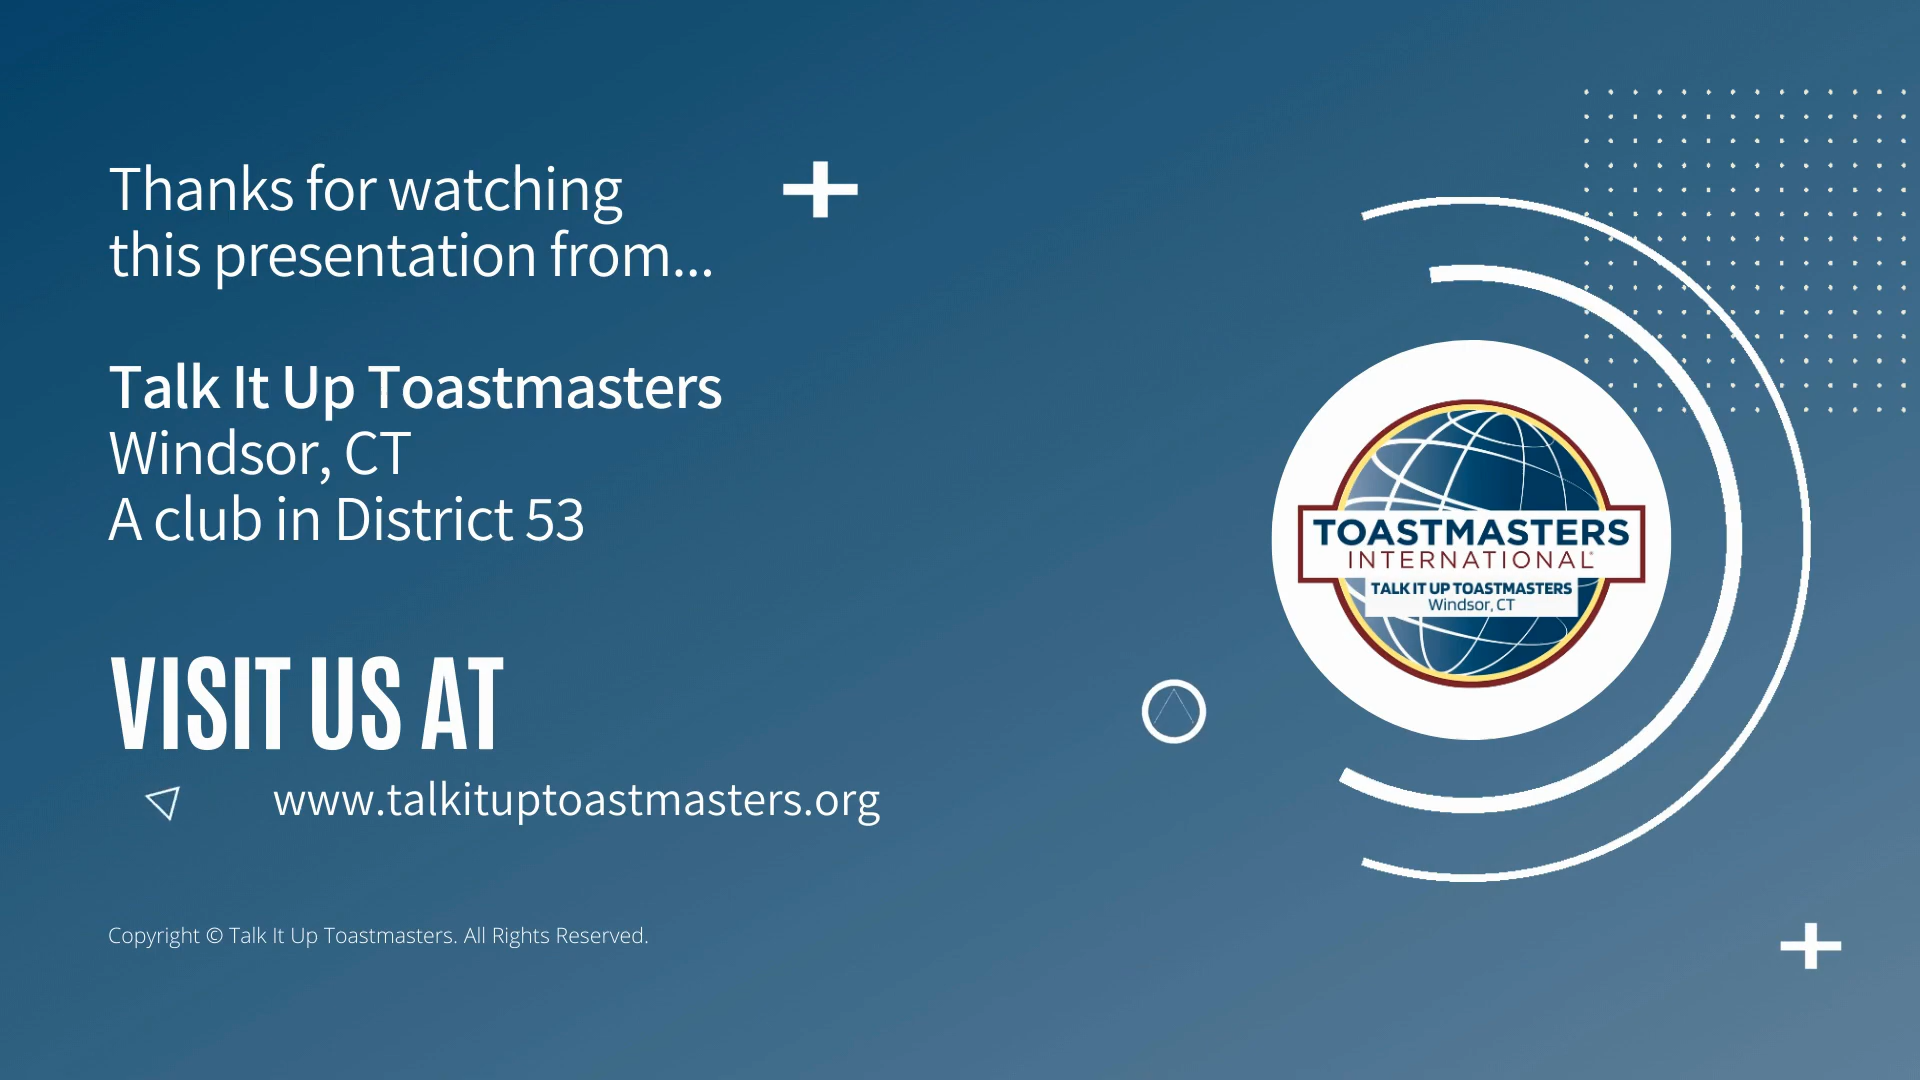 Thanks for watching
this presentation from...
Talk It Up Toastmasters
Windsor, CT
A club in District 53
VISIT US AT
www.talkituptoastmasters.org
Copyright © Talk It Up Toastmasters. All Rights Reserved.
TOASTMASTERS
INTERNATIONAL®
TALK IT UP TOASTMASTERS
Windsor, CT